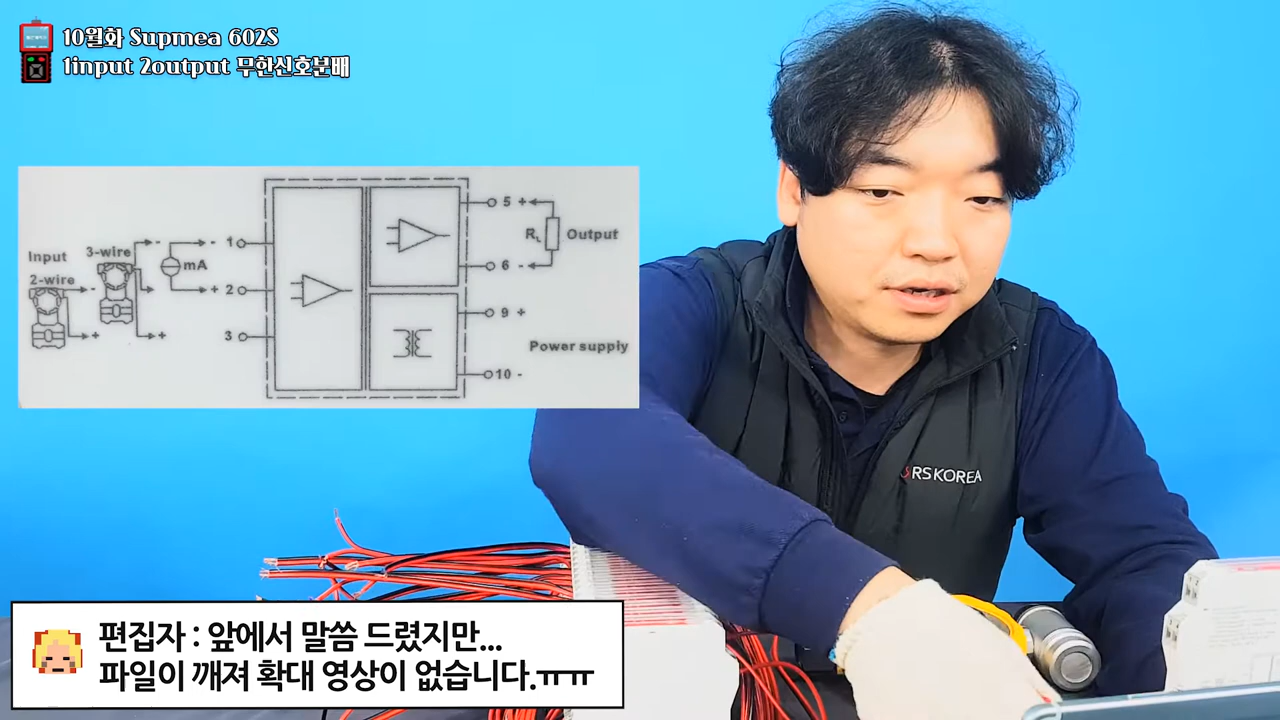 10월화 Supmea 602S
1input 2output 무한신호분배
Input
2-wire
3-wire
-
+
-
+
- 1
mA
+ 2
3
5 +
R_L Output
6 -
9 +
Power supply
10 -
RS KOREA
편집자 : 앞에서 말씀 드렸지만...
파일이 깨져 확대 영상이 없습니다.ㅠㅠ